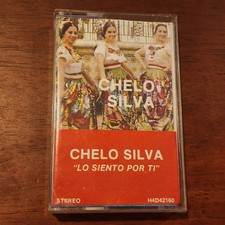 CHELO
SILVA
CHELO SILVA
"LO SIENTO POR TI"
STEREO H4D42160